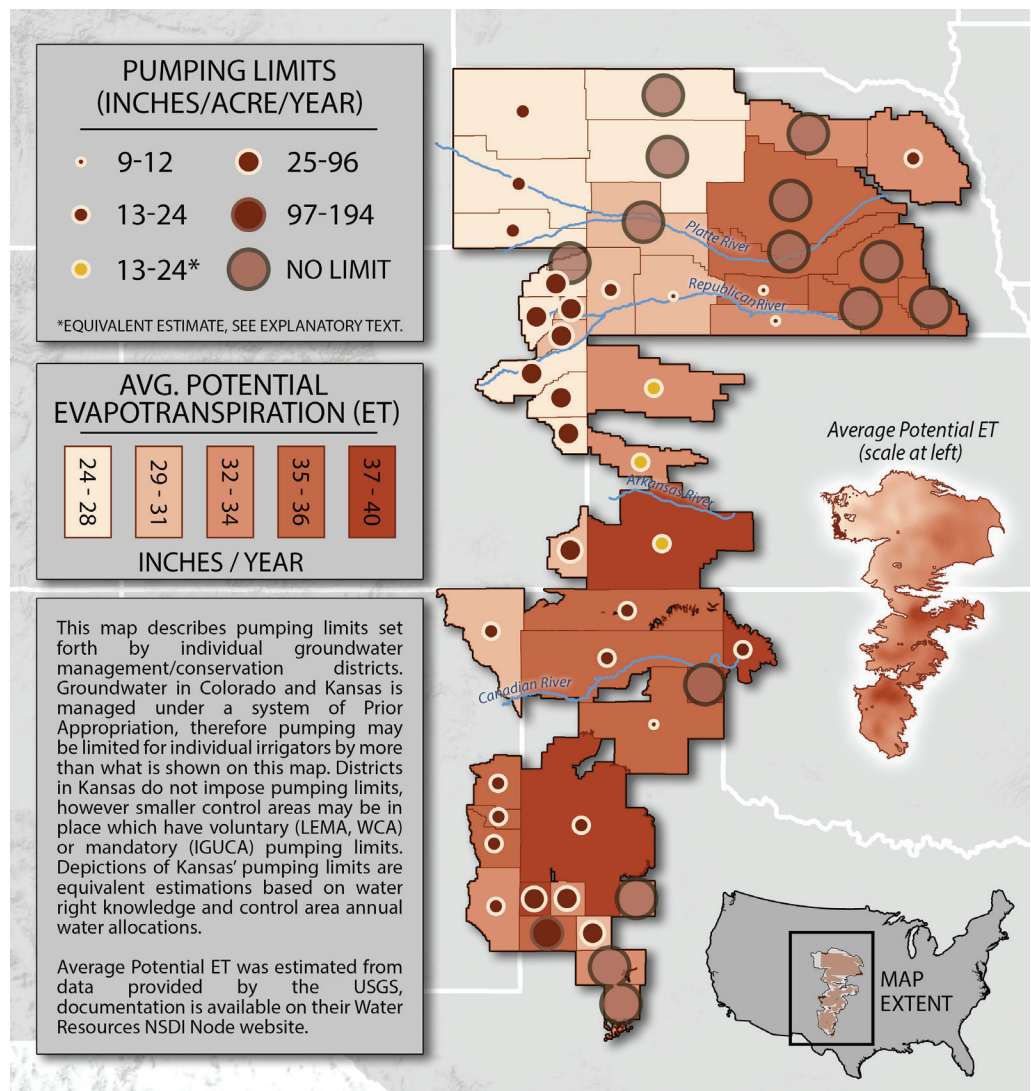 PUMPING LIMITS
(INCHES/ACRE/YEAR)
9-12
25-96
13-24
97-194
13-24*
NO LIMIT
*EQUIVALENT ESTIMATE, SEE EXPLANATORY TEXT.
AVG. POTENTIAL
EVAPOTRANSPIRATION (ET)
24 - 28
29 - 31
32 - 34
35 - 36
37 - 40
INCHES / YEAR
This map describes pumping limits set
forth by individual groundwater
management/conservation districts.
Groundwater in Colorado and Kansas is
managed under a system of Prior
Appropriation, therefore pumping may
be limited for individual irrigators by more
than what is shown on this map. Districts
in Kansas do not impose pumping limits,
however smaller control areas may be in
place which have voluntary (LEMA, WCA)
or mandatory (IGUCA) pumping limits.
Depictions of Kansas' pumping limits are
equivalent estimations based on water
right knowledge and control area annual
water allocations.
Average Potential ET was estimated from
data provided by the USGS,
documentation is available on their Water
Resources NSDI Node website.
Platte River
Republican River
Arkansas River
Canadian River
Average Potential ET
(scale at left)
MAP
EXTENT